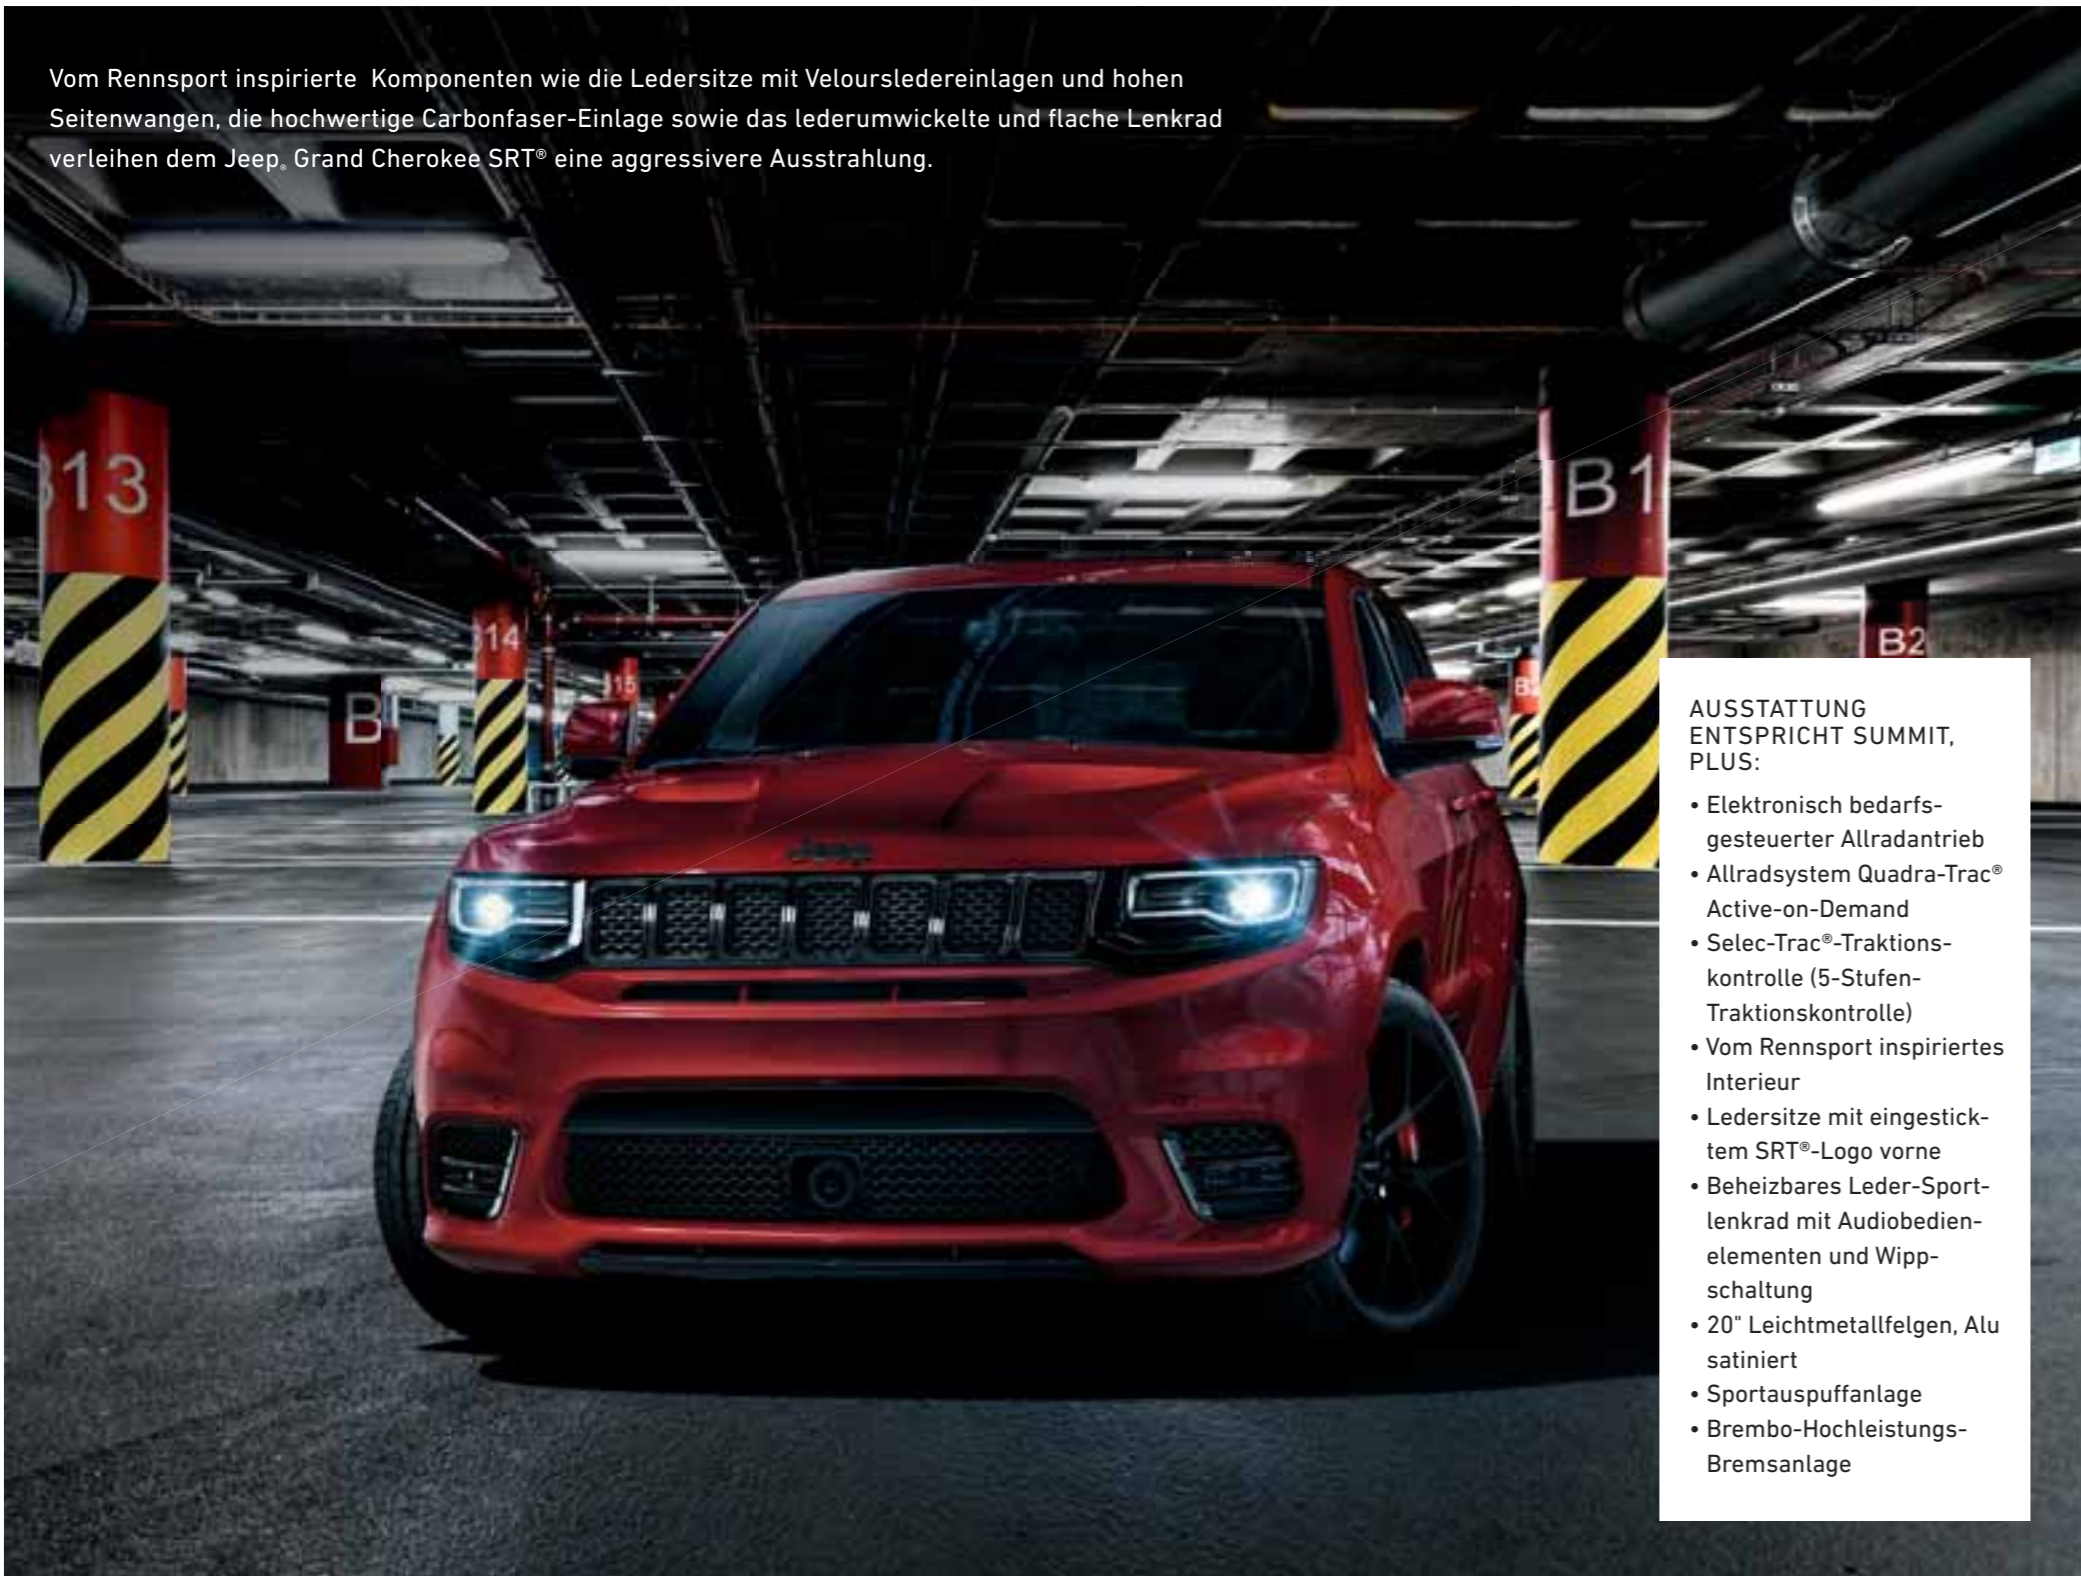 Vom Rennsport inspirierte Komponenten wie die Ledersitze mit Veloursledereinlagen und hohen
Seitenwangen, die hochwertige Carbonfaser-Einlage sowie das lederumwickelte und flache Lenkrad
verleihen dem Jeep® Grand Cherokee SRT® eine aggressivere Ausstrahlung.
B13
B1
B14
B2
B15
B2
B
Jeep
AUSSTATTUNG
ENTSPRICHT SUMMIT,
PLUS:
• Elektronisch bedarfs-
gesteuerter Allradantrieb
• Allradsystem Quadra-Trac®
Active-on-Demand
• Selec-Trac®-Traktions-
kontrolle (5-Stufen-
Traktionskontrolle)
• Vom Rennsport inspiriertes
Interieur
• Ledersitze mit eingestick-
tem SRT®-Logo vorne
• Beheizbares Leder-Sport-
lenkrad mit Audiobedien-
elementen und Wipp-
schaltung
• 20" Leichtmetallfelgen, Alu
satiniert
• Sportauspuffanlage
• Brembo-Hochleistungs-
Bremsanlage